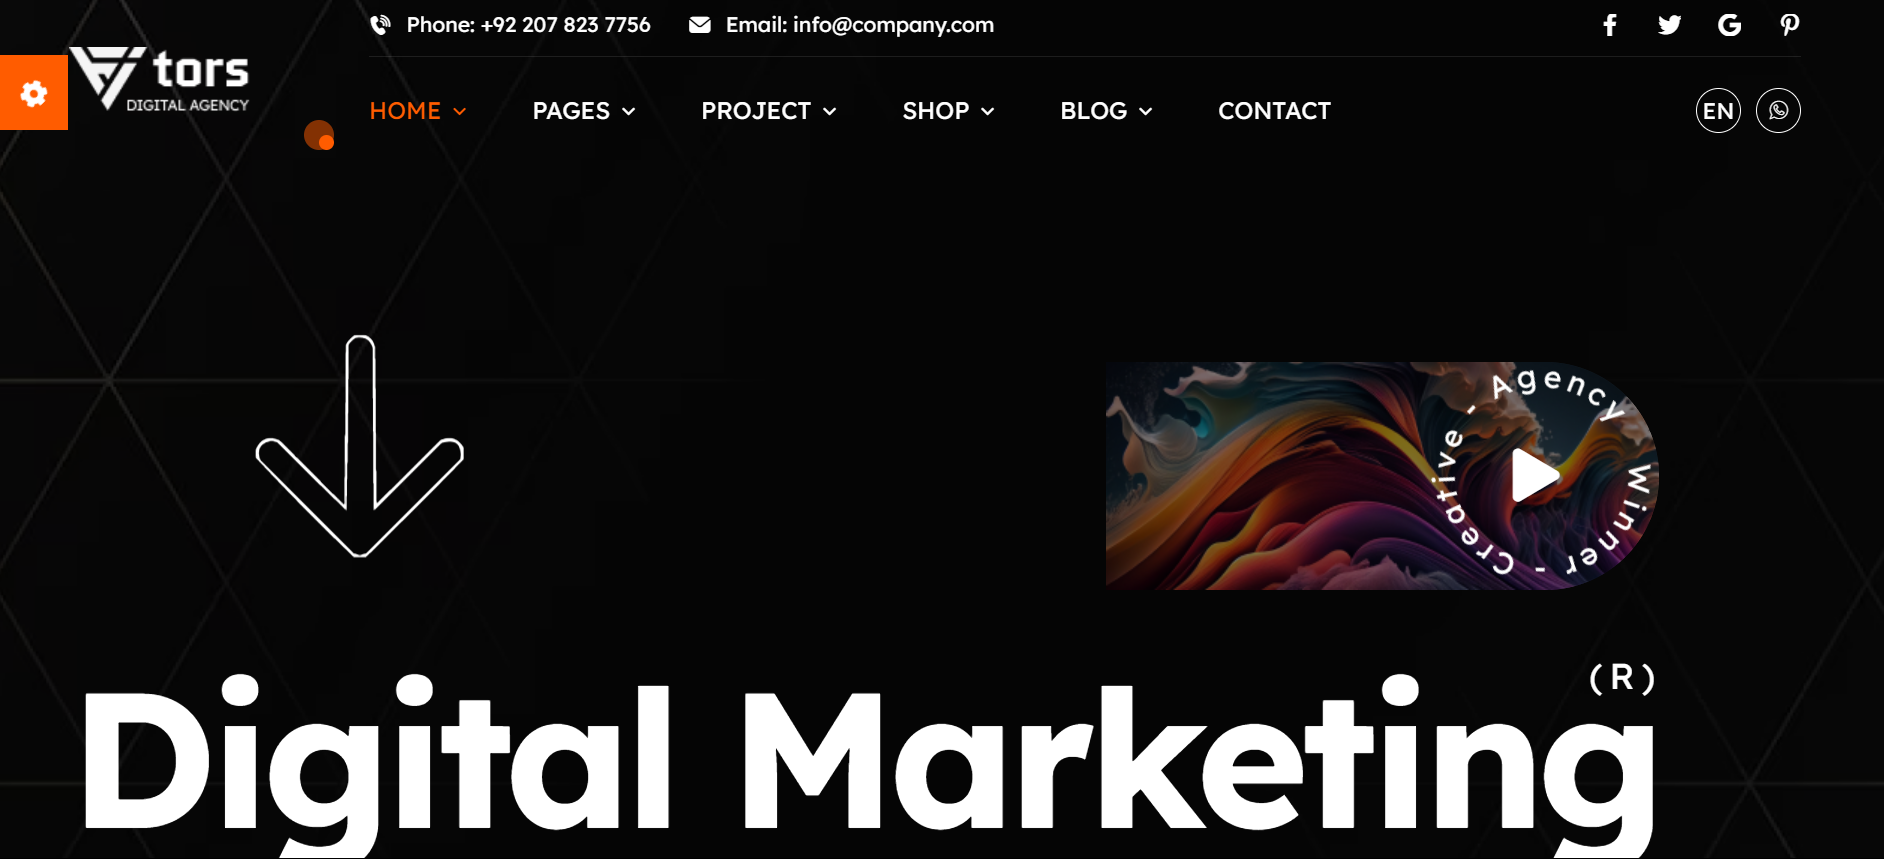 Phone: +92 207 823 7756 Email: info@company.com
tors
DIGITAL AGENCY
HOME PAGES PROJECT SHOP BLOG CONTACT EN
Creative - Agency Winner -
(R)
Digital Marketing